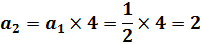 a₂ = a₁ × 4 = 1/2 × 4 = 2